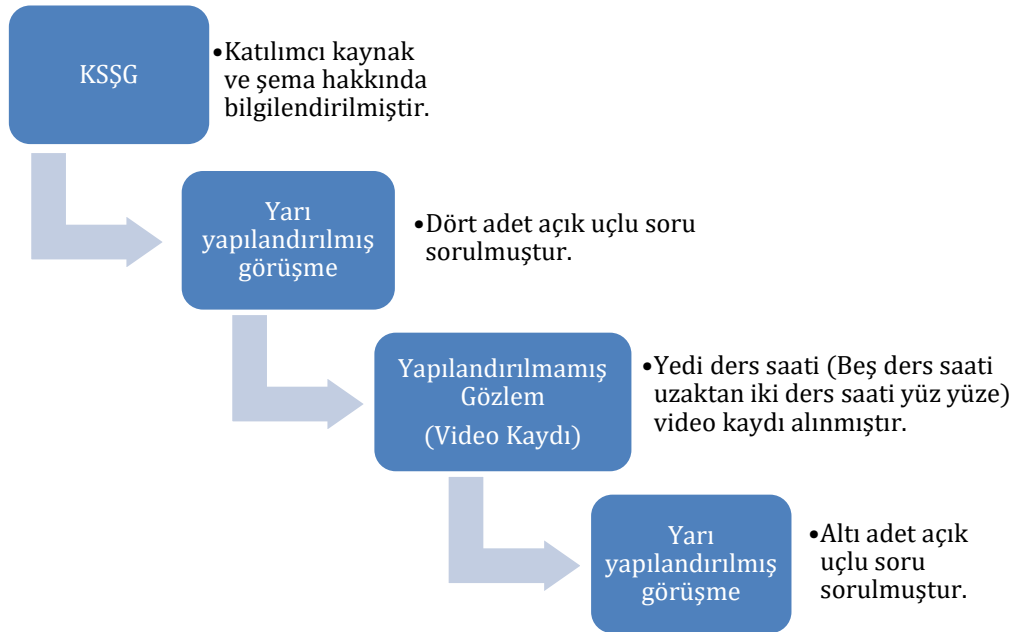 KSŞG
•Katılımcı kaynak
ve şema hakkında
bilgilendirilmiştir.
Yarı
yapılandırılmış
görüşme
•Dört adet açık uçlu soru
sorulmuştur.
Yapılandırılmamış
Gözlem
(Video Kaydı)
•Yedi ders saati (Beş ders saati
uzaktan iki ders saati yüz yüze)
video kaydı alınmıştır.
Yarı
yapılandırılmış
görüşme
•Altı adet açık
uçlu soru
sorulmuştur.